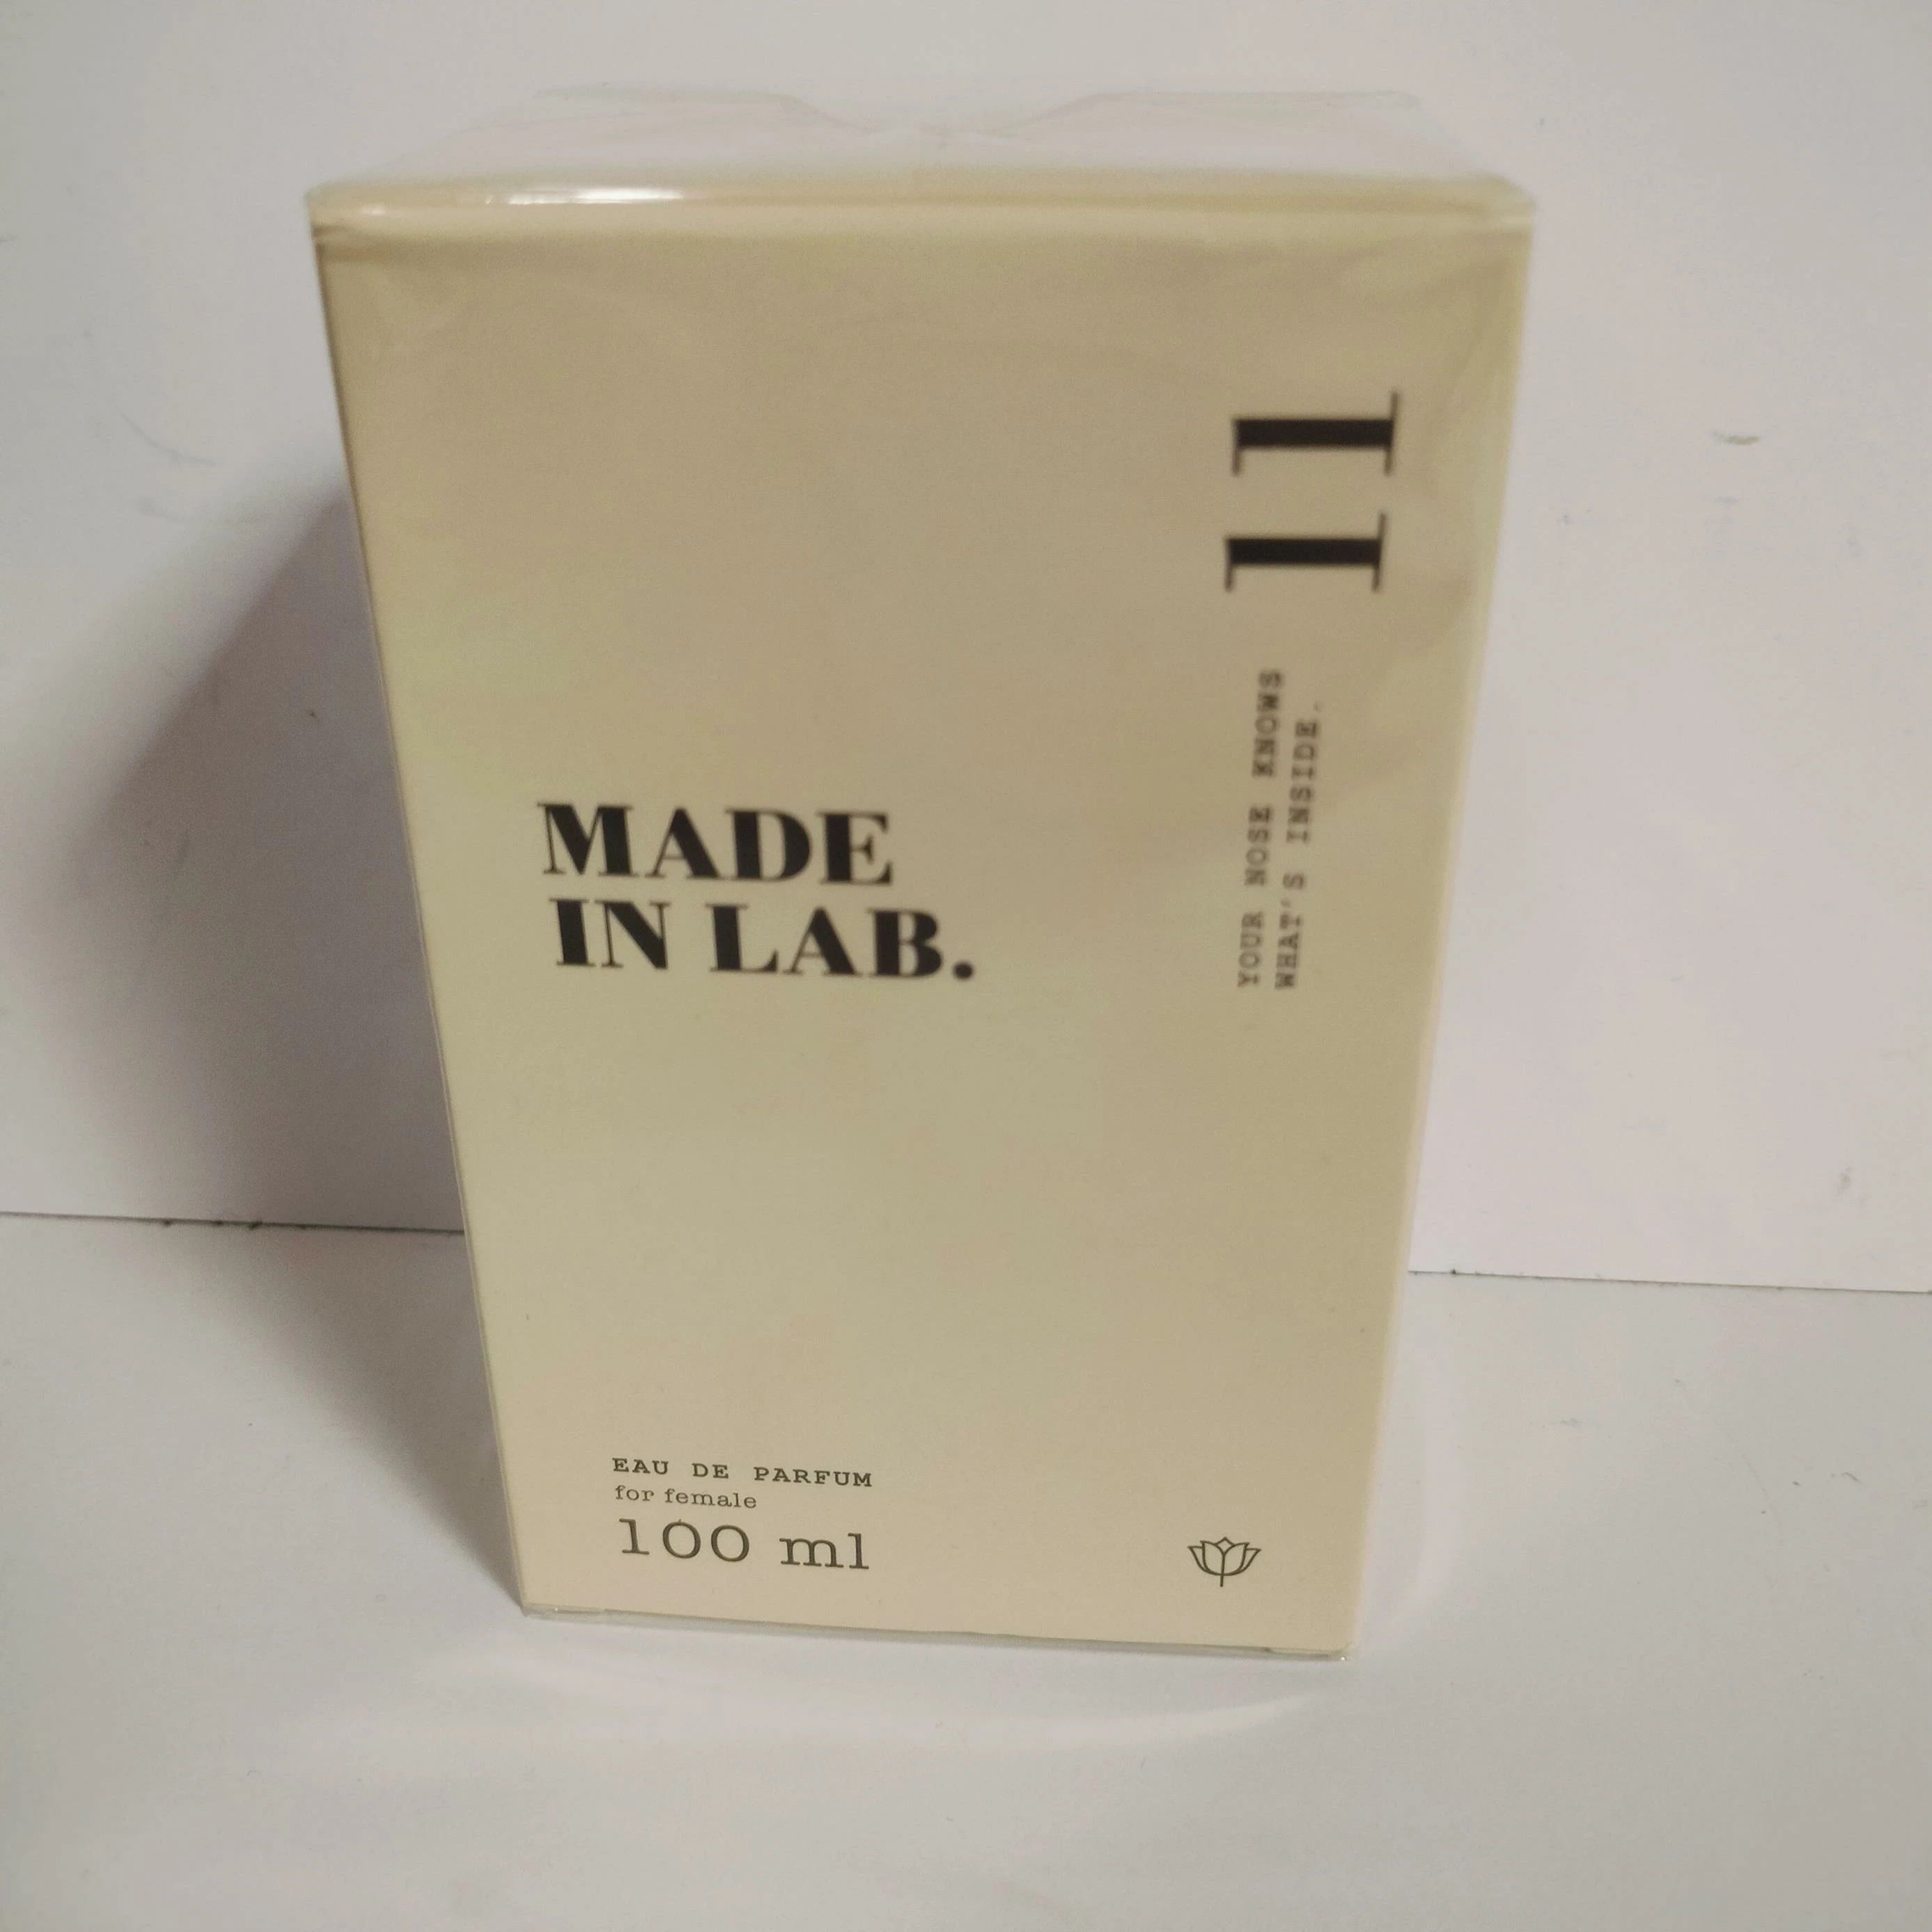 11
YOUR NOSE KNOWS
WHAT'S INSIDE.
MADE
IN LAB.
EAU DE PARFUM
for female
100 ml